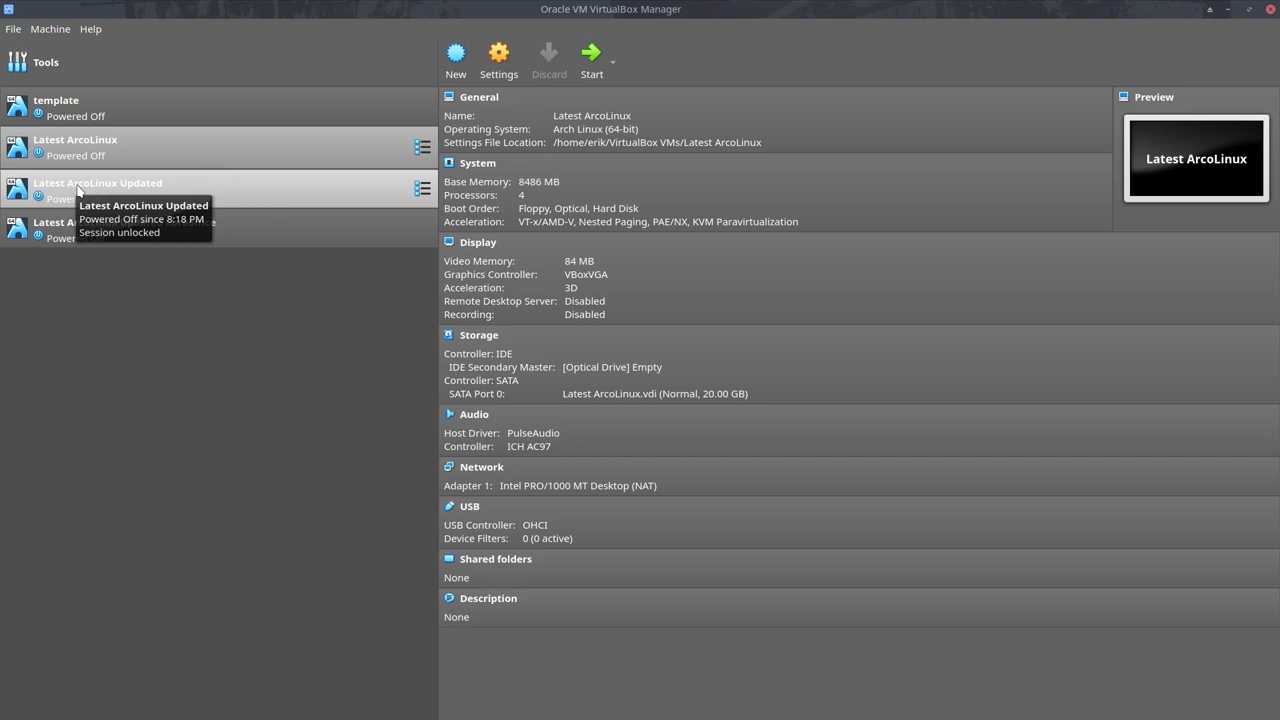 Oracle VM VirtualBox Manager
File Machine Help
Tools
New Settings Discard Start
64 template
Powered Off
64 Latest ArcoLinux
Powered Off
64 Latest ArcoLinux Updated
Latest ArcoLinux Updated
Powered Off since 8:18 PM
Session unlocked
64
General
Name: Latest ArcoLinux
Operating System: Arch Linux (64-bit)
Settings File Location: /home/erik/VirtualBox VMs/Latest ArcoLinux
Preview
Latest ArcoLinux
System
Base Memory: 8486 MB
Processors: 4
Boot Order: Floppy, Optical, Hard Disk
Acceleration: VT-x/AMD-V, Nested Paging, PAE/NX, KVM Paravirtualization
Display
Video Memory: 84 MB
Graphics Controller: VBoxVGA
Acceleration: 3D
Remote Desktop Server: Disabled
Recording: Disabled
Storage
Controller: IDE
IDE Secondary Master: [Optical Drive] Empty
Controller: SATA
SATA Port 0: Latest ArcoLinux.vdi (Normal, 20.00 GB)
Audio
Host Driver: PulseAudio
Controller: ICH AC97
Network
Adapter 1: Intel PRO/1000 MT Desktop (NAT)
USB
USB Controller: OHCI
Device Filters: 0 (0 active)
Shared folders
None
Description
None